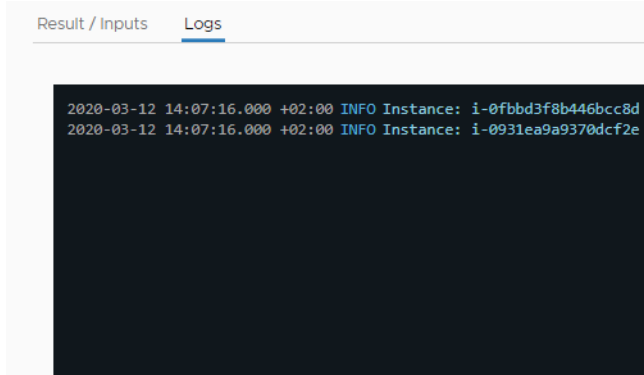 Result / Inputs Logs
2020-03-12 14:07:16.000 +02:00 INFO Instance: i-0fbbd3f8b446bcc8d
2020-03-12 14:07:16.000 +02:00 INFO Instance: i-0931ea9a9370dcf2e